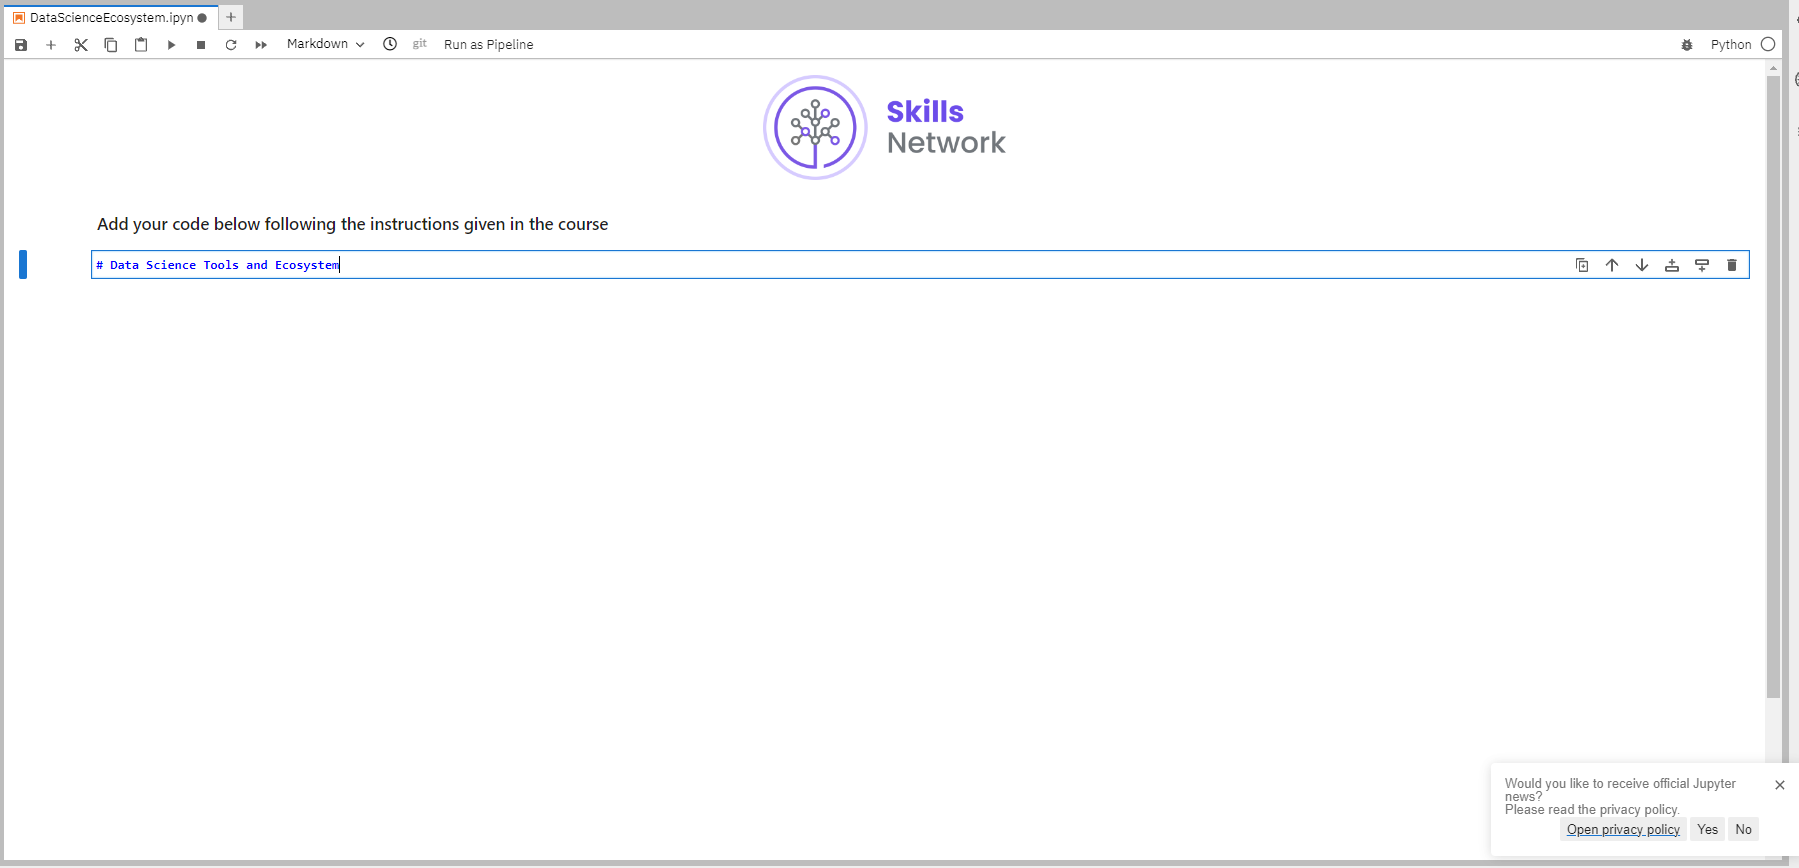 DataScienceEcosystem.ipyn
Markdown
git
Run as Pipeline
Python
Skills
Network
Add your code below following the instructions given in the course
# Data Science Tools and Ecosystem
Would you like to receive official Jupyter
news?
Please read the privacy policy.
Open privacy policy
Yes
No